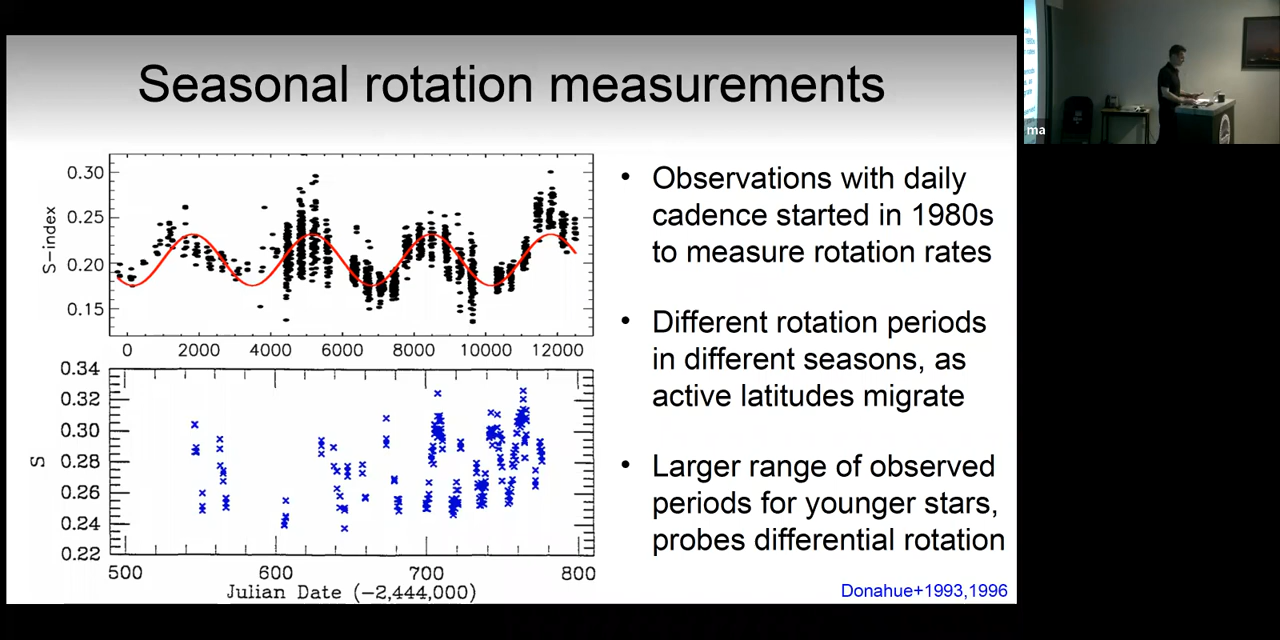 Seasonal rotation measurements
0.30
0.25
0.20
0.15
S-index
0 2000 4000 6000 8000 10000 12000
0.34
0.32
0.30
0.28
0.26
0.24
0.22
S
500 600 700 800
Julian Date (-2,444,000)
• Observations with daily
cadence started in 1980s
to measure rotation rates
• Different rotation periods
in different seasons, as
active latitudes migrate
• Larger range of observed
periods for younger stars,
probes differential rotation
Donahue+1993,1996
ma